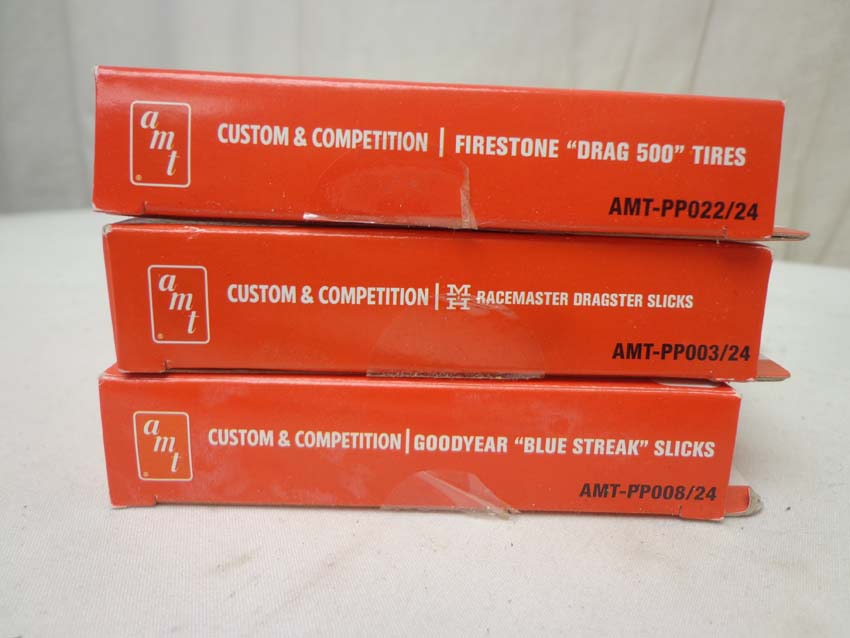 amt
®
CUSTOM & COMPETITION | FIRESTONE "DRAG 500" TIRES
AMT-PP022/24
amt
®
CUSTOM & COMPETITION | M&H RACEMASTER DRAGSTER SLICKS
AMT-PP003/24
amt
®
CUSTOM & COMPETITION | GOODYEAR "BLUE STREAK" SLICKS
AMT-PP008/24